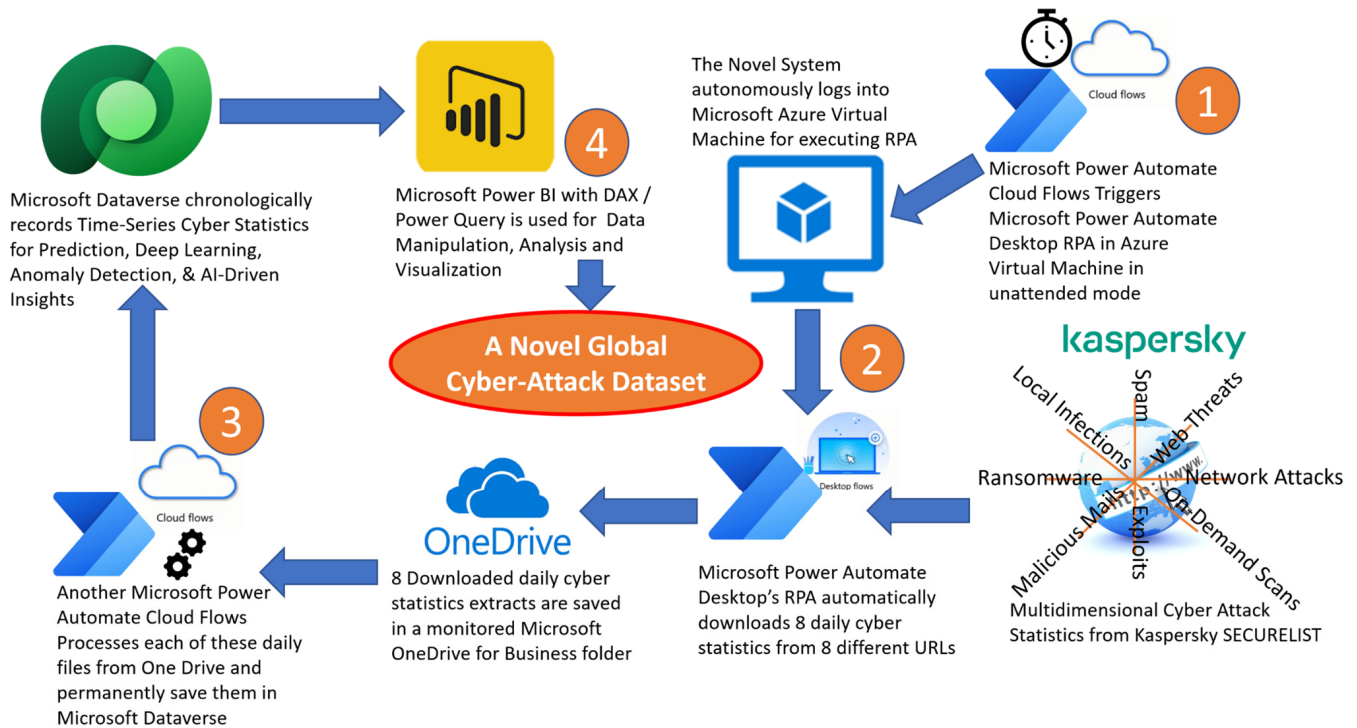 1
Cloud flows
Microsoft Power Automate
Cloud Flows Triggers
Microsoft Power Automate
Desktop RPA in Azure
Virtual Machine in
unattended mode
The Novel System
autonomously logs into
Microsoft Azure Virtual
Machine for executing RPA
2
kaspersky
Local Infections
Spam
Web Threats
Ransomware
Network Attacks
Malicious Mails
Exploits
On-Demand Scans
http://www.
Multidimensional Cyber Attack
Statistics from Kaspersky SECURELIST
Desktop flows
Microsoft Power Automate
Desktop’s RPA automatically
downloads 8 daily cyber
statistics from 8 different URLs
OneDrive
8 Downloaded daily cyber
statistics extracts are saved
in a monitored Microsoft
OneDrive for Business folder
3
Cloud flows
Another Microsoft Power
Automate Cloud Flows
Processes each of these daily
files from One Drive and
permanently save them in
Microsoft Dataverse
Microsoft Dataverse chronologically
records Time-Series Cyber Statistics
for Prediction, Deep Learning,
Anomaly Detection, & AI-Driven
Insights
4
Microsoft Power BI with DAX /
Power Query is used for Data
Manipulation, Analysis and
Visualization
A Novel Global
Cyber-Attack Dataset